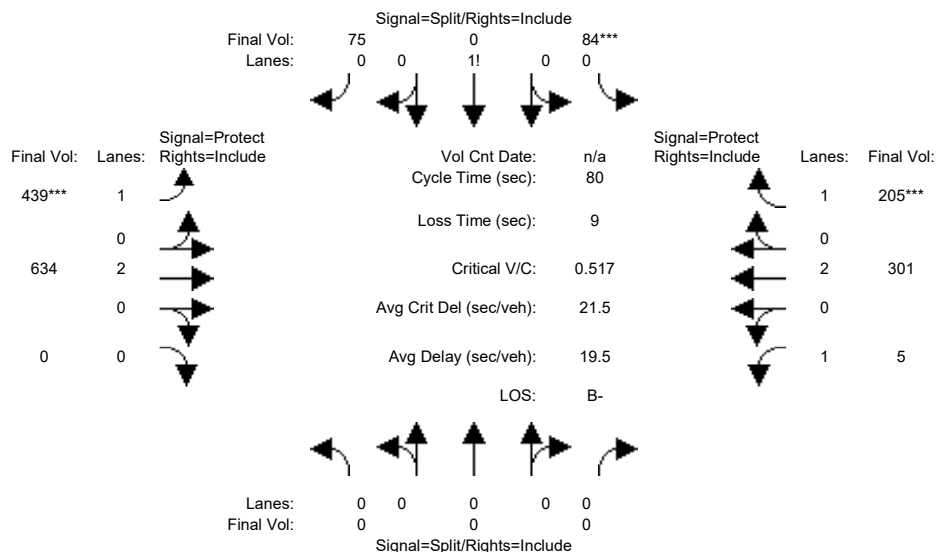 Signal=Split/Rights=Include
Final Vol: 75 0 84***
Lanes: 0 0 1! 0 0
Signal=Protect Signal=Protect
Final Vol: Lanes: Rights=Include Vol Cnt Date: n/a Rights=Include Lanes: Final Vol:
Cycle Time (sec): 80
439*** 1 1 205***
Loss Time (sec): 9
0 0
634 2 Critical V/C: 0.517 2 301
0 Avg Crit Del (sec/veh): 21.5 0
0 0 Avg Delay (sec/veh): 19.5 1 5
LOS: B-
Lanes: 0 0 0 0 0
Final Vol: 0 0 0
Signal=Split/Rights=Include